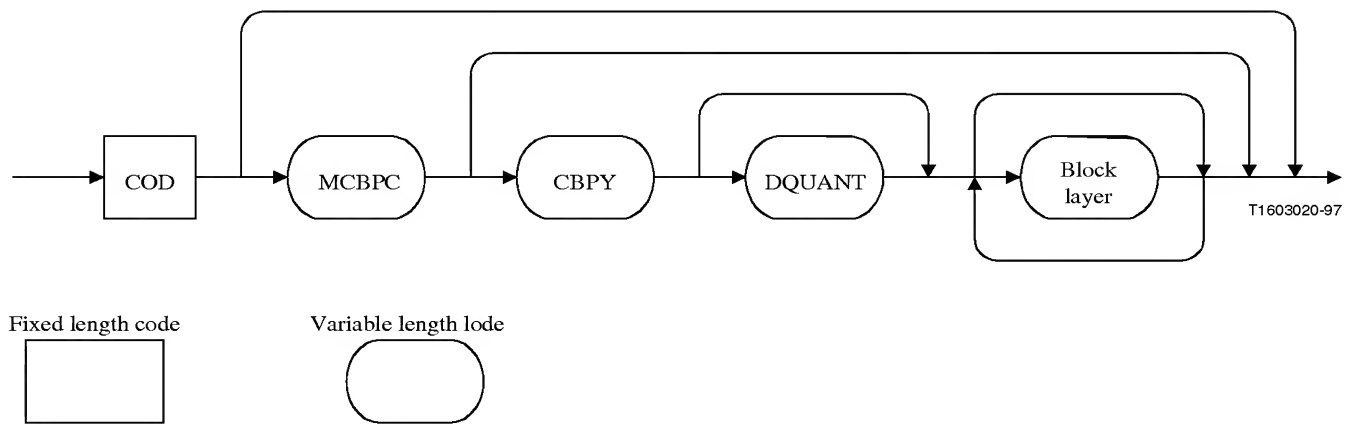 COD
MCBPC
CBPY
DQUANT
Block
layer
T1603020-97
Fixed length code
Variable length lode